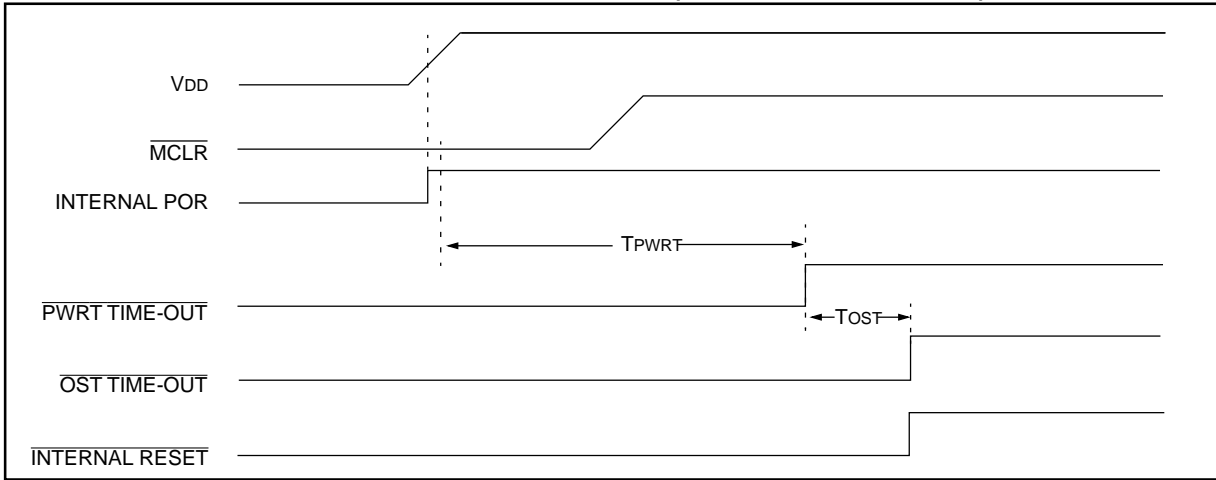 VDD
MCLR
INTERNAL POR
TPWRT
PWRT TIME-OUT
TOST
OST TIME-OUT
INTERNAL RESET